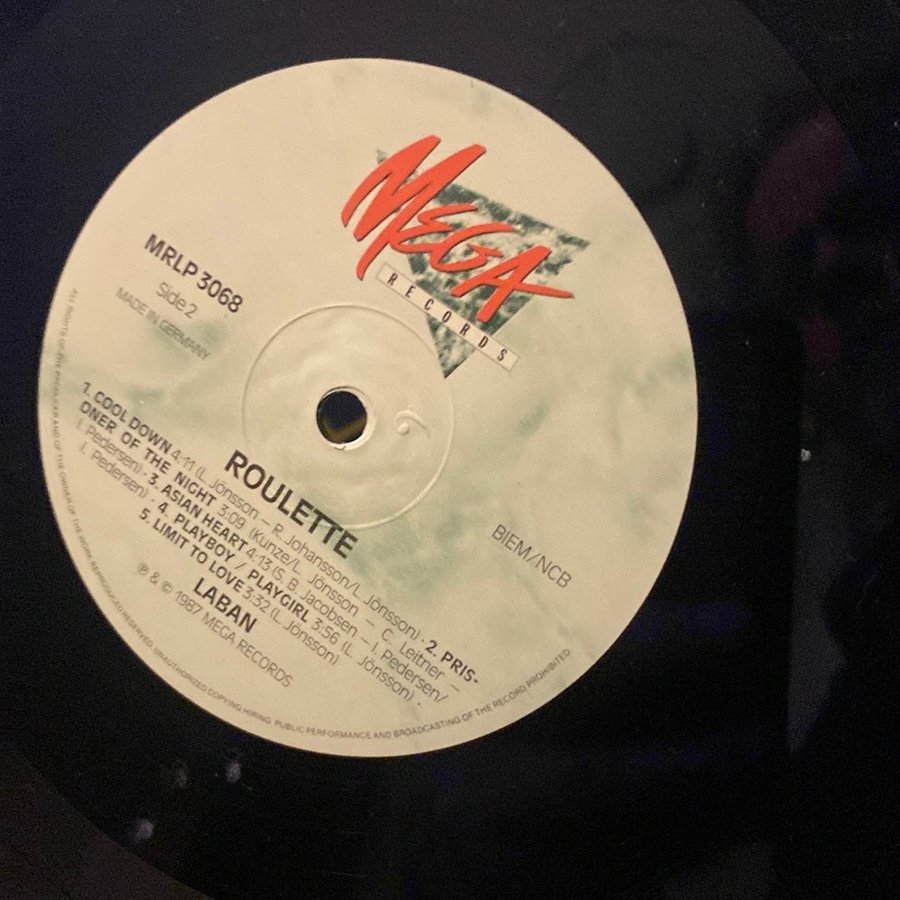 MEGA
RECORDS
MRLP 3068
Side 2
MADE IN GERMANY
BIEM/NCB
ROULETTE
1. COOL DOWN 4:11 (L. Jönsson – R. Johansson/L. Jönsson) · 2. PRIS-
ONER OF THE NIGHT 3:09 (Kunze/L. Jönsson – C. Leitner –
I. Pedersen) · 3. ASIAN HEART 4:13 (S. B. Jacobsen – I. Pedersen/
I. Pedersen) · 4. PLAYBOY / PLAYGIRL 3:56 (L. Jönsson) ·
5. LIMIT TO LOVE 3:32 (L. Jönsson)
LABAN
℗ & © 1987 MEGA RECORDS
ALL RIGHTS OF THE PRODUCER AND OF THE OWNER OF THE WORK REPRODUCED RESERVED. UNAUTHORIZED COPYING HIRING. PUBLIC PERFORMANCE AND BROADCASTING OF THE RECORD PROHIBITED.